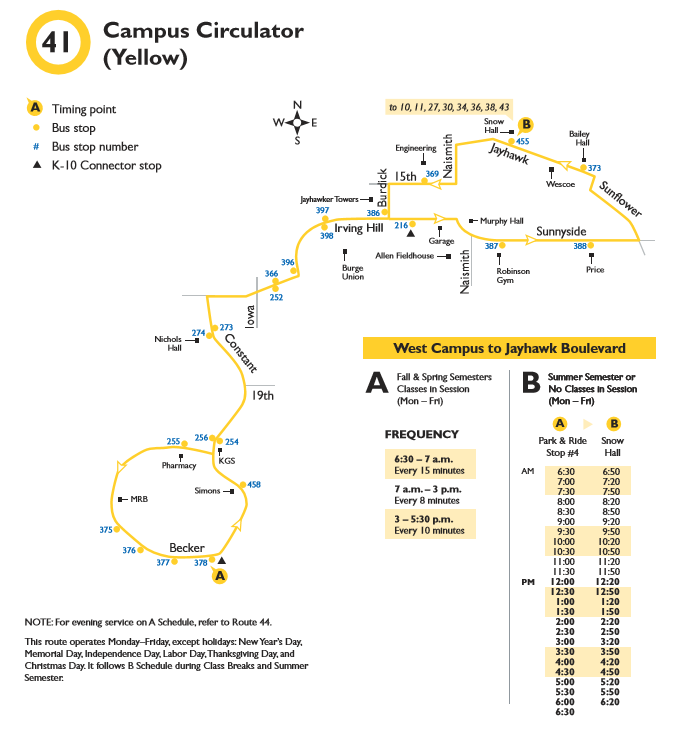 41
Campus Circulator
(Yellow)
A Timing point
Bus stop
# Bus stop number
K-10 Connector stop
N
W E
S
to 10, 11, 27, 30, 34, 36, 38, 43
Snow
Hall
B
455
Bailey
Hall
Engineering
Naismith
Jayhawk
373
15th
369
Wescoe
Burdick
Sunflower
Jayhawker Towers
397
386
398
Irving Hill
216
Murphy Hall
Sunnyside
Garage
387
388
Allen Fieldhouse
Burge
Union
Naismith
Robinson
Gym
Price
396
366
252
Iowa
273
274
Nichols
Hall
Constant
19th
256
254
255
Pharmacy
KGS
458
Simons
MRB
375
376
Becker
377
378
A
West Campus to Jayhawk Boulevard
A
Fall & Spring Semesters
Classes in Session
(Mon – Fri)
FREQUENCY
6:30 – 7 a.m.
Every 15 minutes
7 a.m. – 3 p.m.
Every 8 minutes
3 – 5:30 p.m.
Every 10 minutes
B
Summer Semester or
No Classes in Session
(Mon – Fri)
A B
Park & Ride Snow
Stop #4 Hall
AM 6:30 6:50
7:00 7:20
7:30 7:50
8:00 8:20
8:30 8:50
9:00 9:20
9:30 9:50
10:00 10:20
10:30 10:50
11:00 11:20
11:30 11:50
PM 12:00 12:20
12:30 12:50
1:00 1:20
1:30 1:50
2:00 2:20
2:30 2:50
3:00 3:20
3:30 3:50
4:00 4:20
4:30 4:50
5:00 5:20
5:30 5:50
6:00 6:20
6:30
NOTE: For evening service on A Schedule, refer to Route 44.
This route operates Monday–Friday, except holidays: New Year's Day,
Memorial Day, Independence Day, Labor Day, Thanksgiving Day, and
Christmas Day. It follows B Schedule during Class Breaks and Summer
Semester.